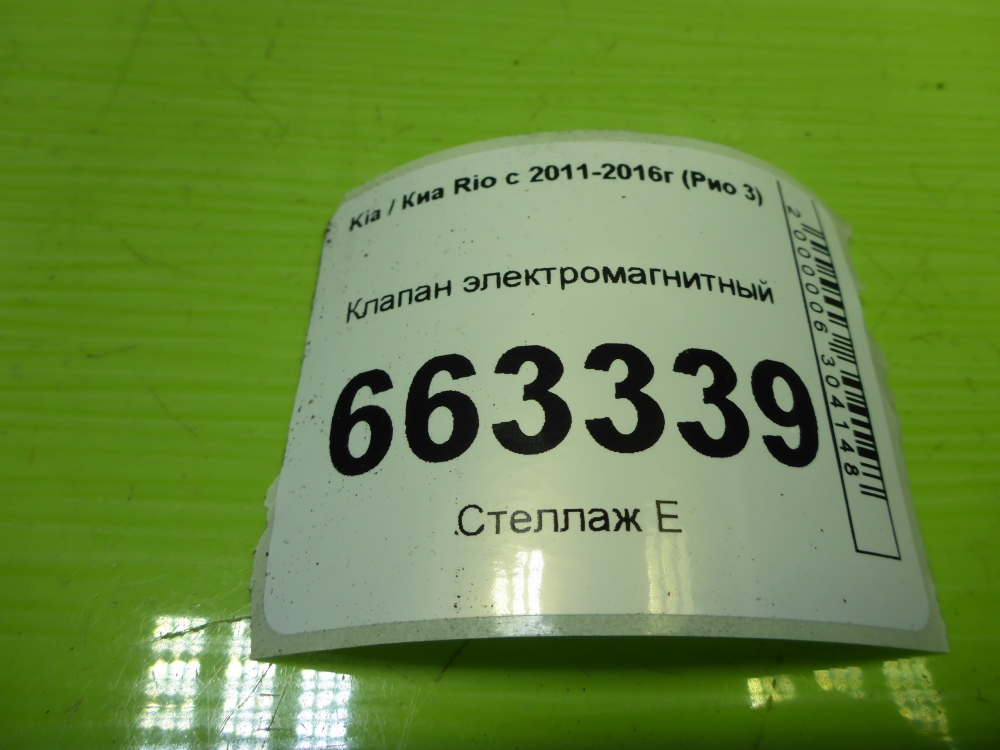 Kia / Киа Rio с 2011-2016г (Рио 3)
Клапан электромагнитный
663339
Стеллаж Е
2000006304148